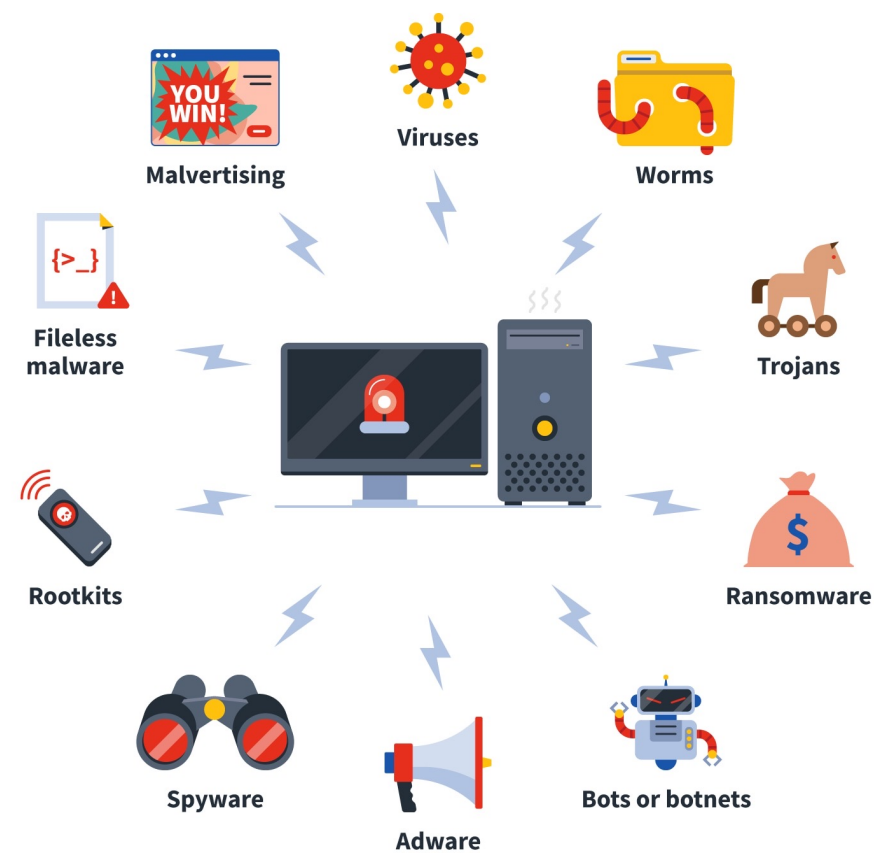 Viruses
YOU
WIN!
Malvertising
Worms
{>_}
!
Fileless
malware
Trojans
Rootkits
$
Ransomware
Spyware
Bots or botnets
Adware